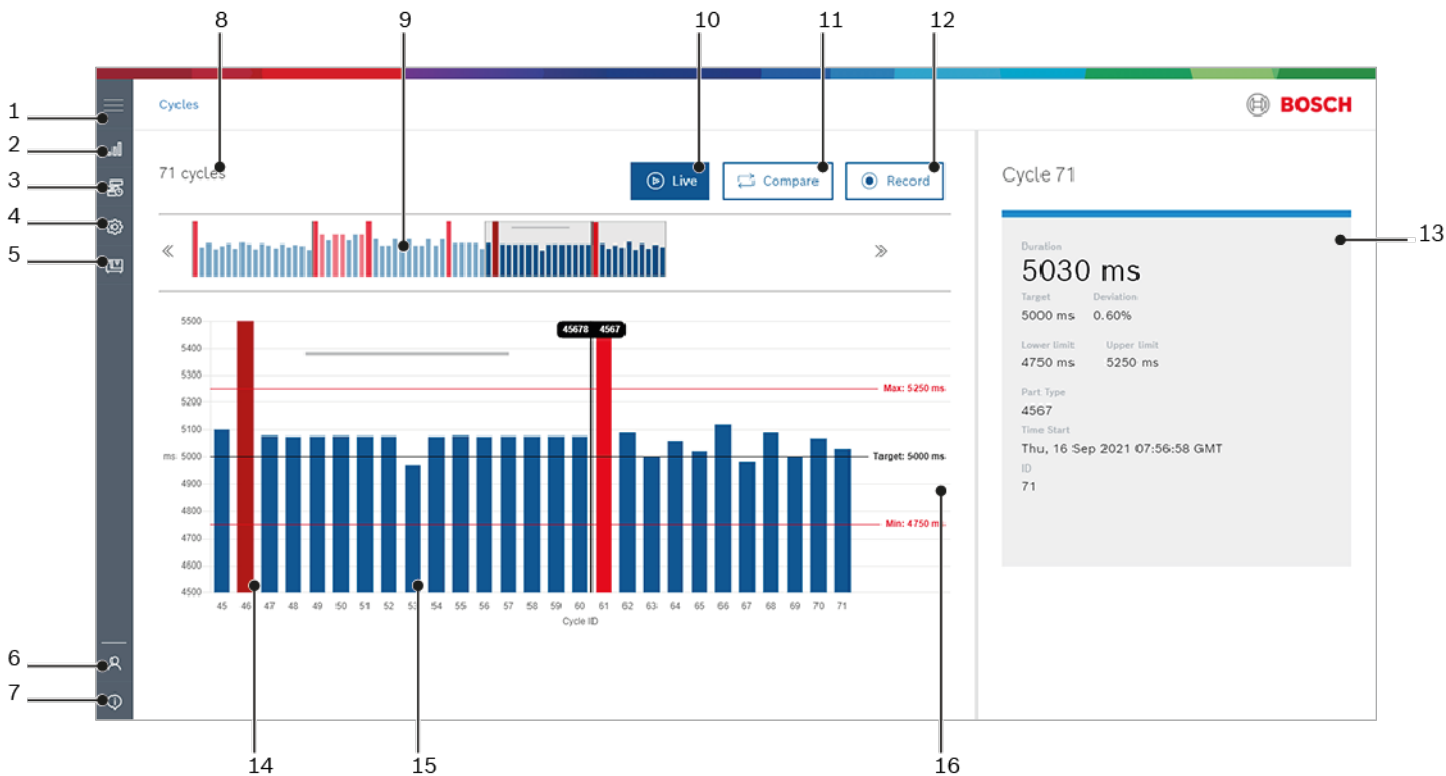 8 9 10 11 12
1
2
3
4
5
6
7
Cycles
BOSCH
71 cycles
Live
Compare
Record
«
»
5500
5400
5300
5200
5100
ms 5000
4900
4800
4700
4600
4500
45678 4567
Max: 5250 ms
Target: 5000 ms
Min: 4750 ms
45 46 47 48 49 50 51 52 53 54 55 56 57 58 59 60 61 62 63 64 65 66 67 68 69 70 71
Cycle ID
Cycle 71
13
Duration
5030 ms
Target Deviation
5000 ms 0.60%
Lower limit Upper limit
4750 ms 5250 ms
Part Type
4567
Time Start
Thu, 16 Sep 2021 07:56:58 GMT
ID
71
14 15 16